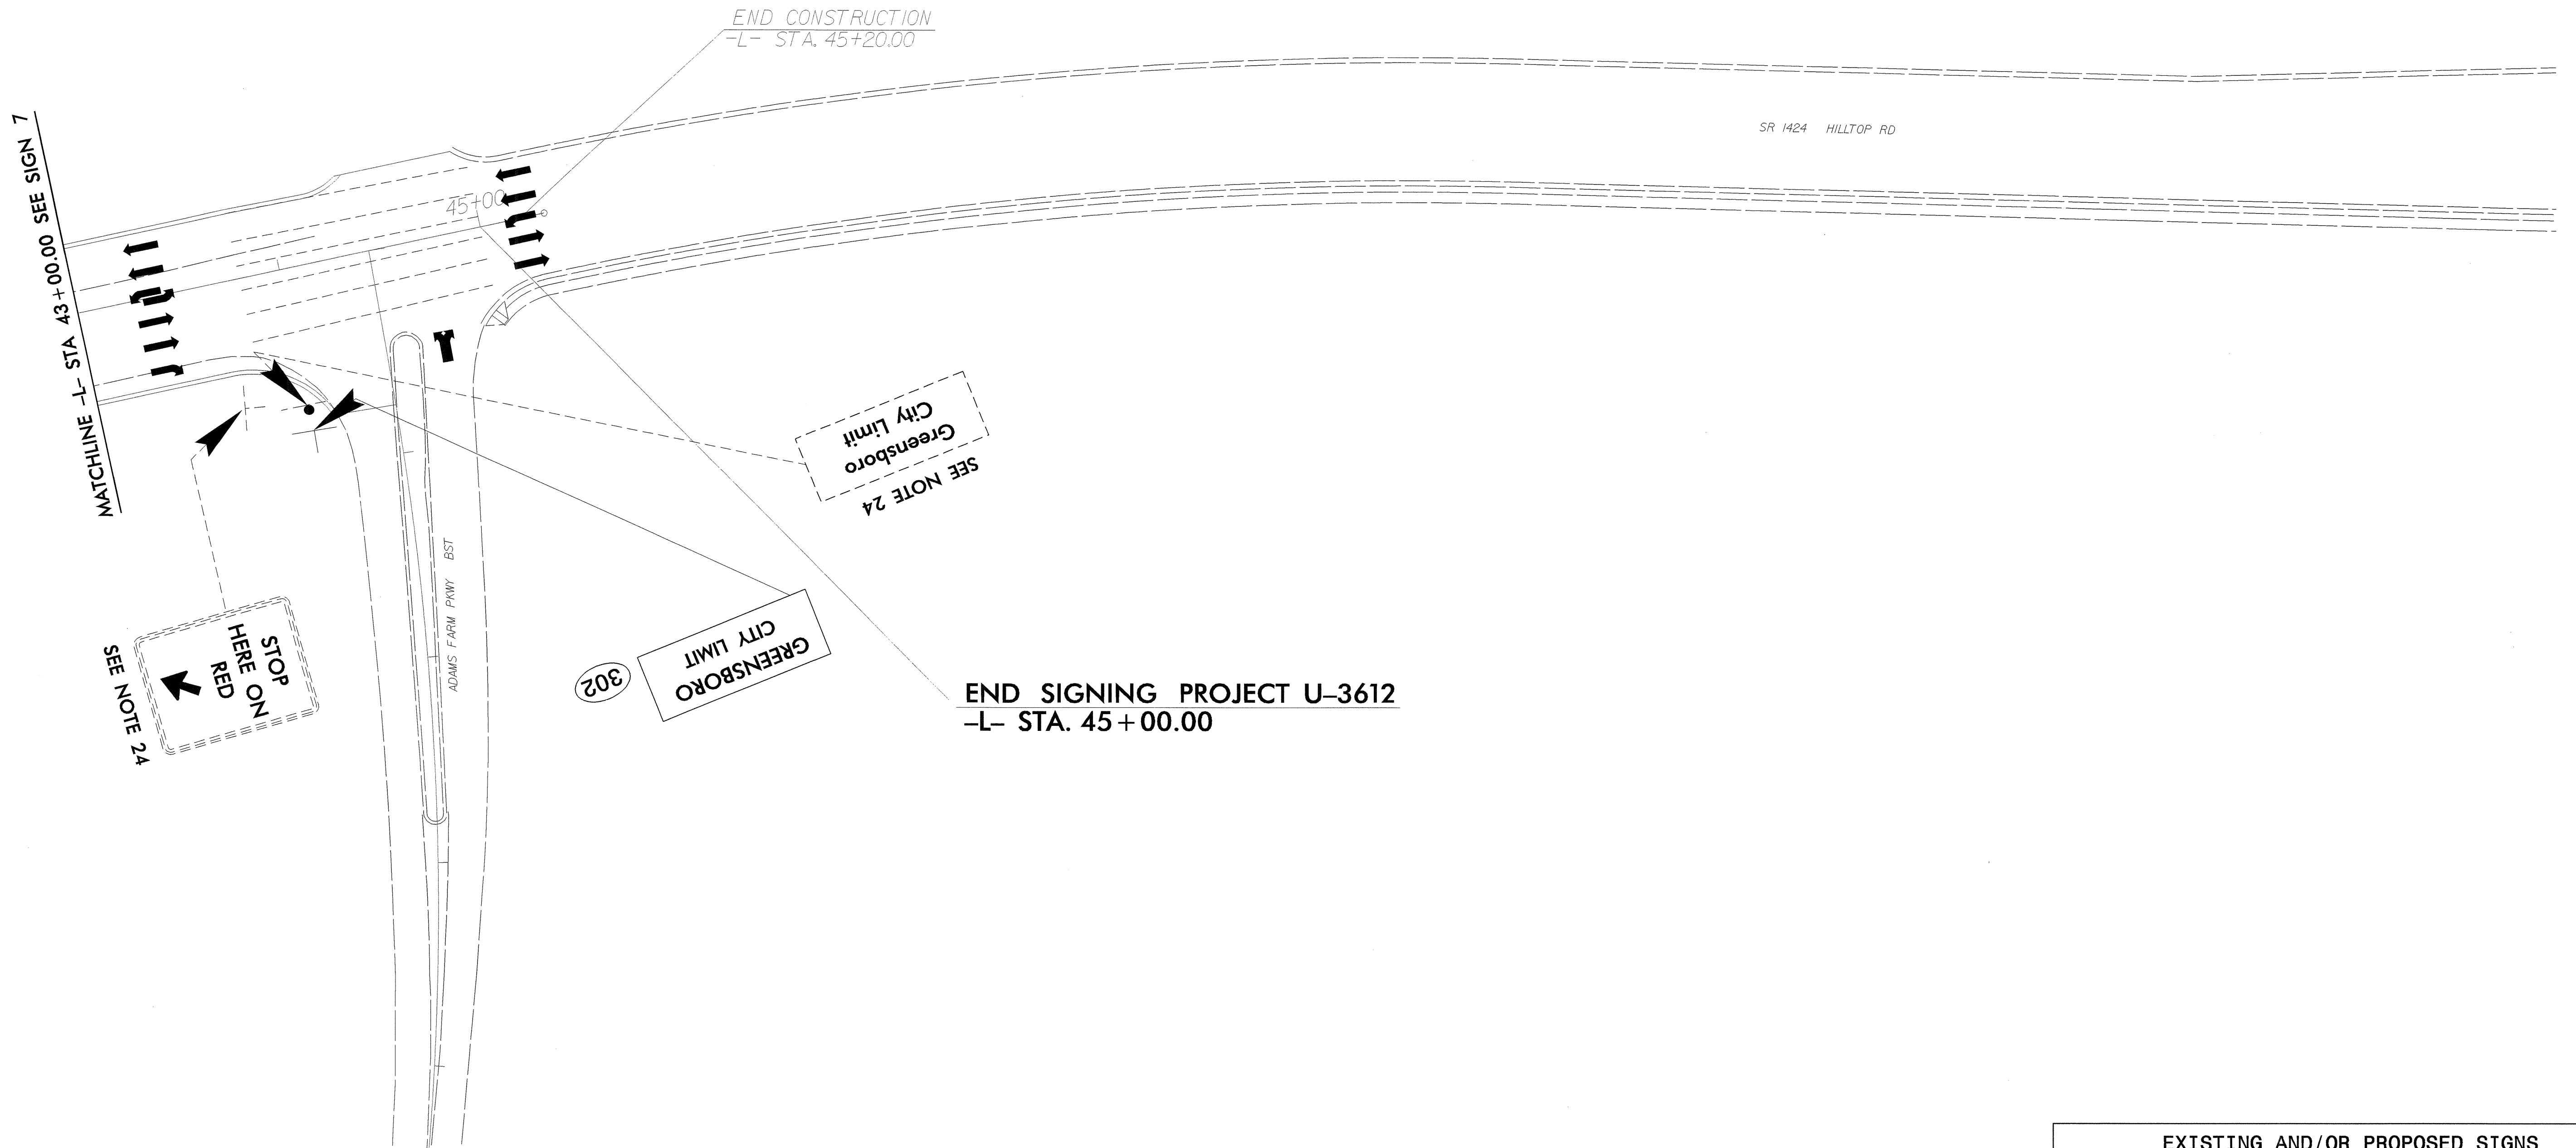 END CONSTRUCTION
-L- STA. 45+20.00
SR 1424 HILLTOP RD
45+00
MATCHLINE -L- STA 43+00.00 SEE SIGN 7
Greensboro
City Limit
SEE NOTE 24
ADAMS FARM PKWY BST
STOP
HERE ON
RED
SEE NOTE 24
GREENSBORO
CITY LIMIT
302
END SIGNING PROJECT U-3612
-L- STA. 45+00.00
EXISTING AND/OR PROPOSED SIGNS